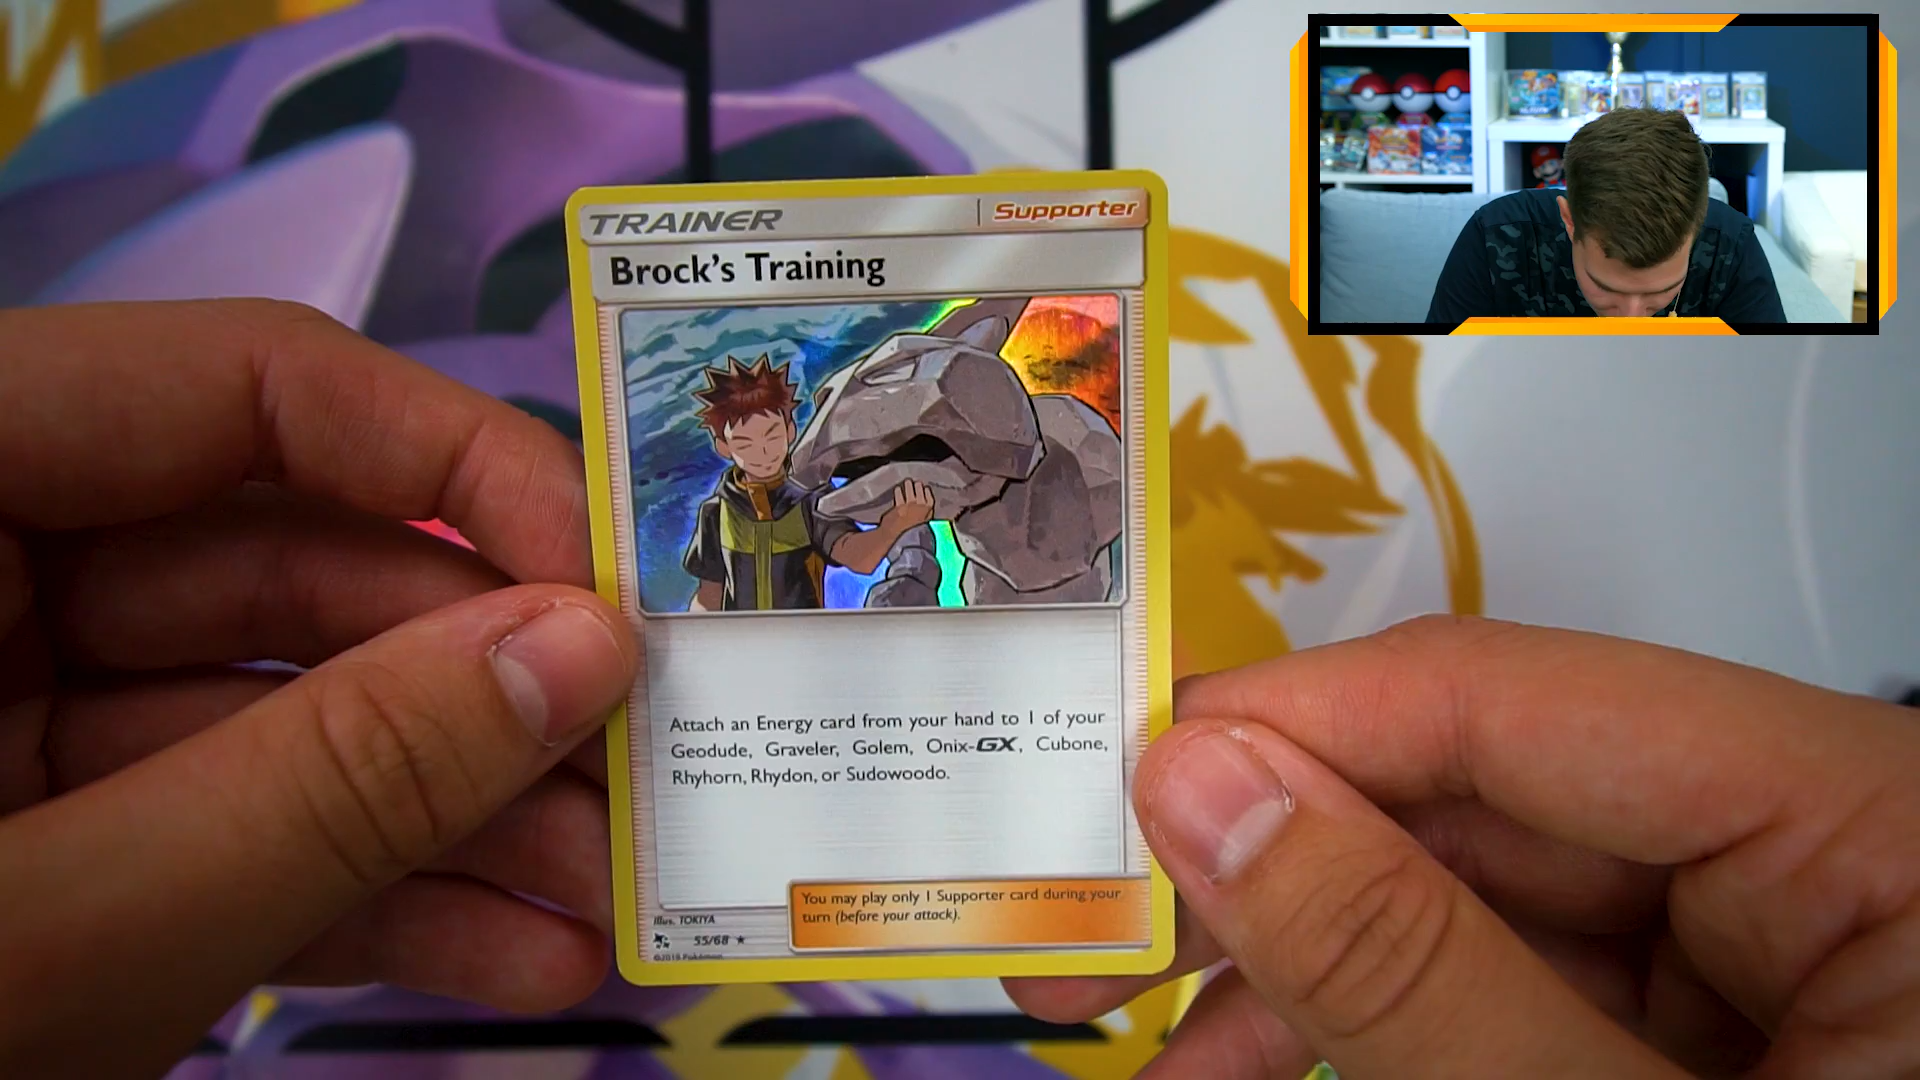 TRAINER
Supporter
Brock's Training
Attach an Energy card from your hand to 1 of your
Geodude, Graveler, Golem, Onix-GX, Cubone,
Rhyhorn, Rhydon, or Sudowoodo.
You may play only 1 Supporter card during your
turn (before your attack).
Illus. TOKIYA
55/68 ★